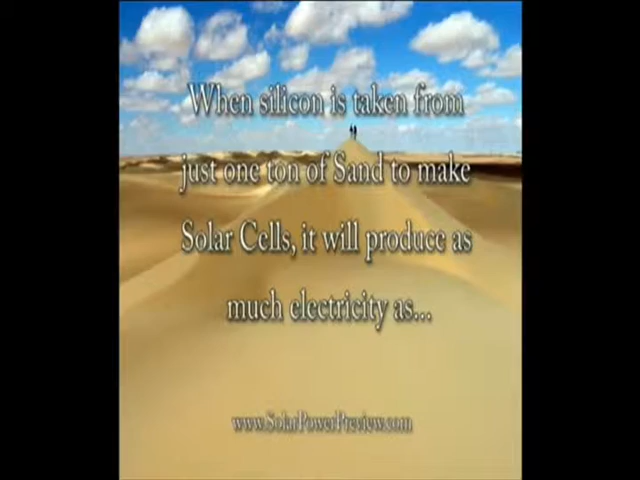 When silicon is taken from
just one ton of Sand to make
Solar Cells, it will produce as
much electricity as...
www.SolarPowerPreview.com